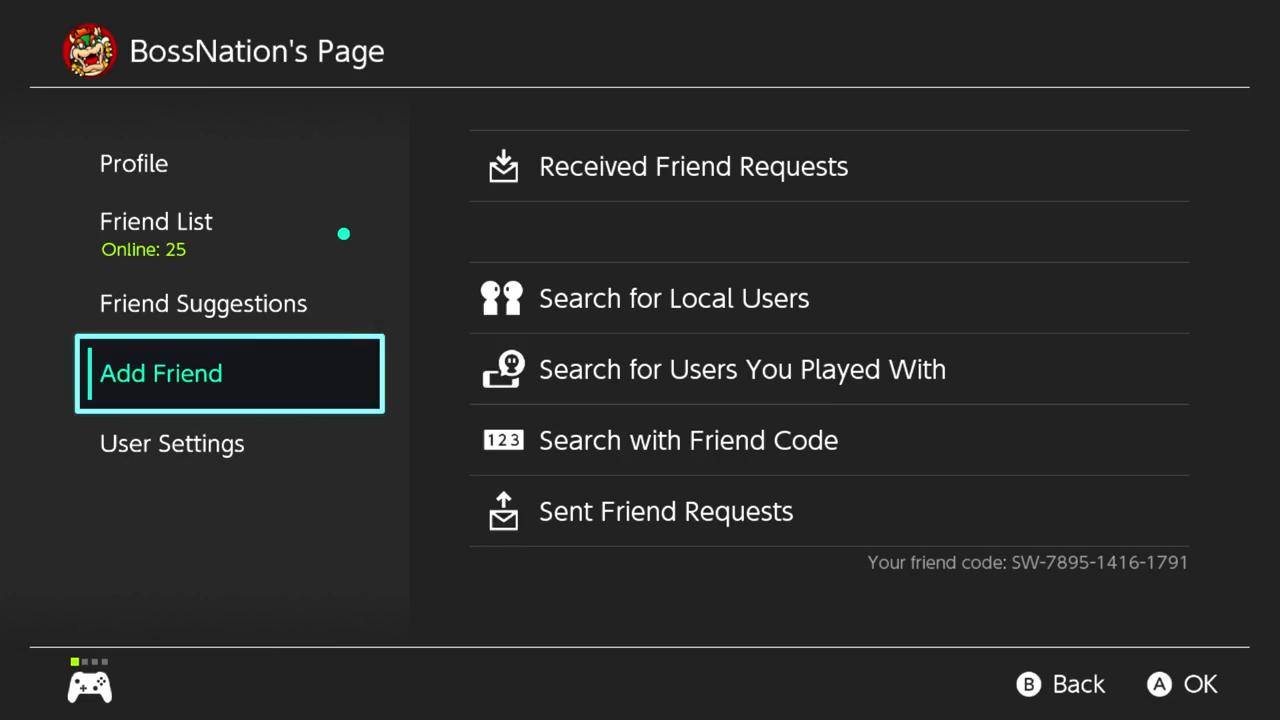 BossNation's Page
Profile
Friend List
Online: 25
Friend Suggestions
Add Friend
User Settings
Received Friend Requests
Search for Local Users
Search for Users You Played With
123 Search with Friend Code
Sent Friend Requests
Your friend code: SW-7895-1416-1791
B Back A OK